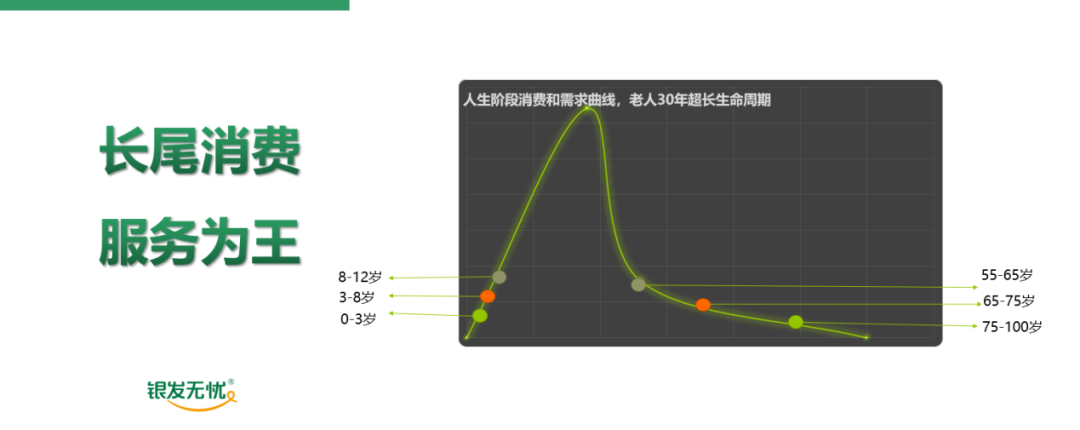 长尾消费
服务为王
人生阶段消费和需求曲线，老人30年超长生命周期
8-12岁
3-8岁
0-3岁
55-65岁
65-75岁
75-100岁
银发无忧®